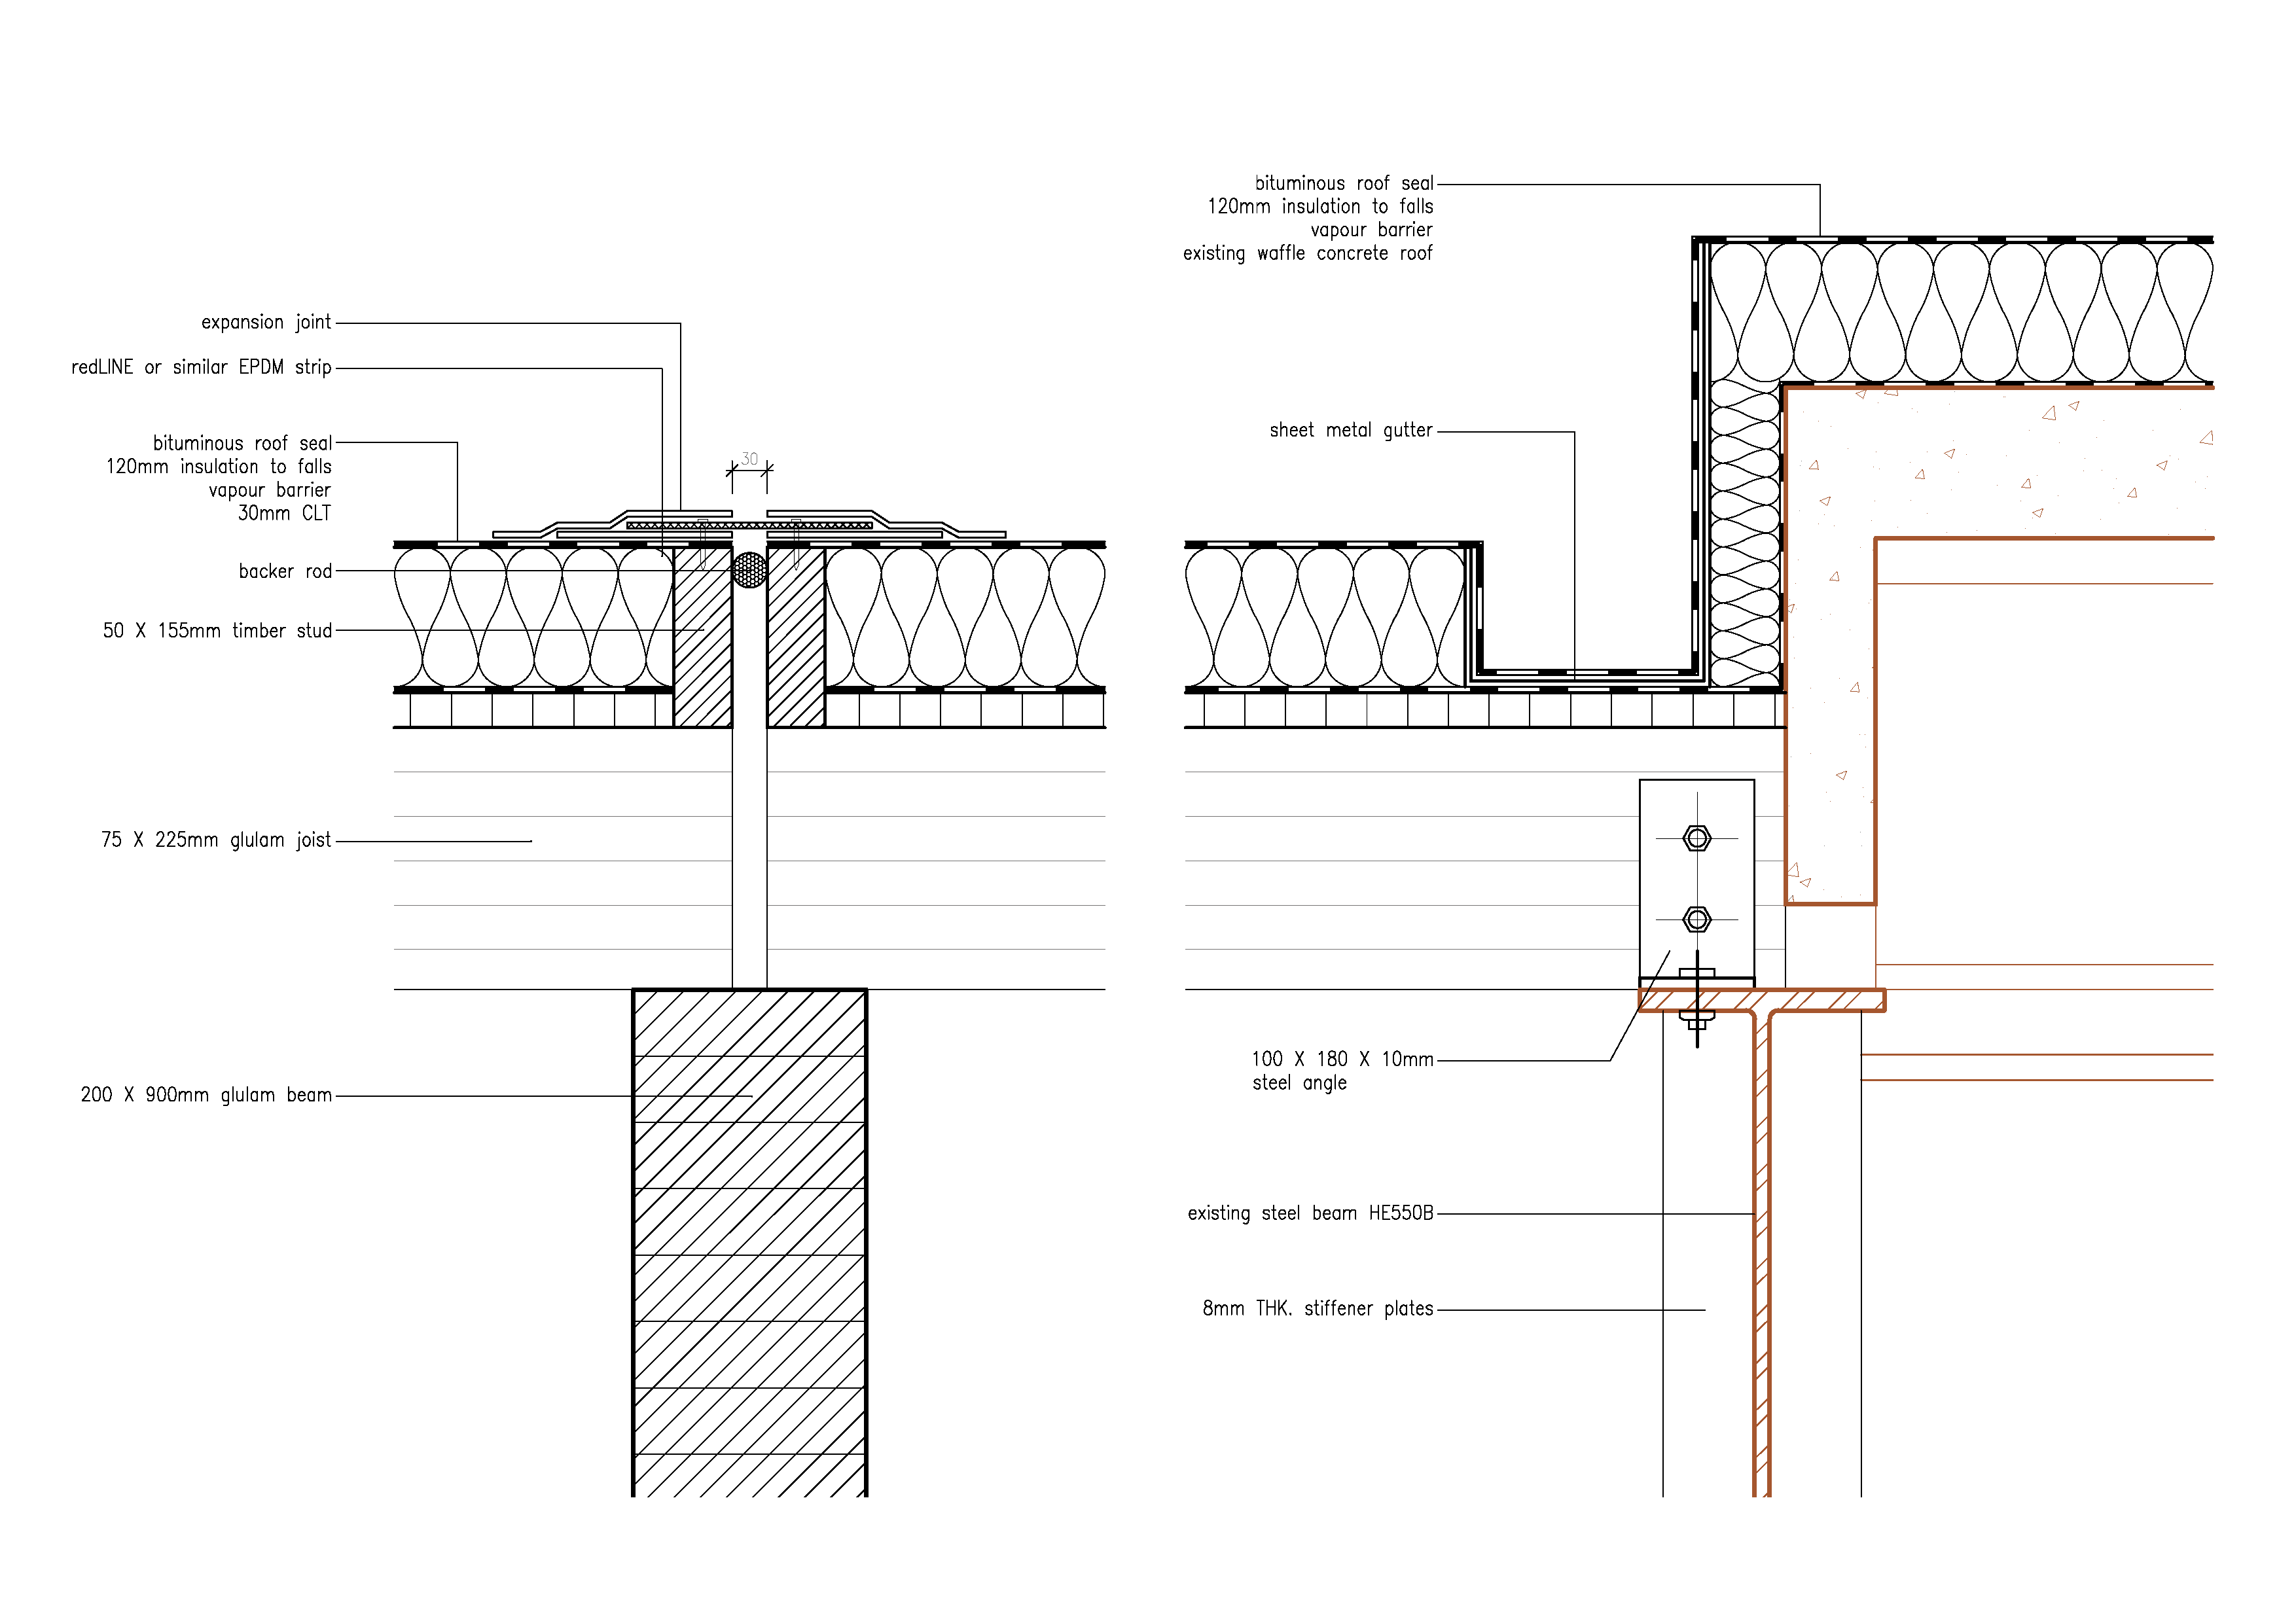 expansion joint
redLINE or similar EPDM strip
bituminous roof seal
120mm insulation to falls
vapour barrier
30mm CLT
30
backer rod
50 X 155mm timber stud
75 X 225mm glulam joist
200 X 900mm glulam beam
bituminous roof seal
120mm insulation to falls
vapour barrier
existing waffle concrete roof
sheet metal gutter
100 X 180 X 10mm
steel angle
existing steel beam HE550B
8mm THK. stiffener plates